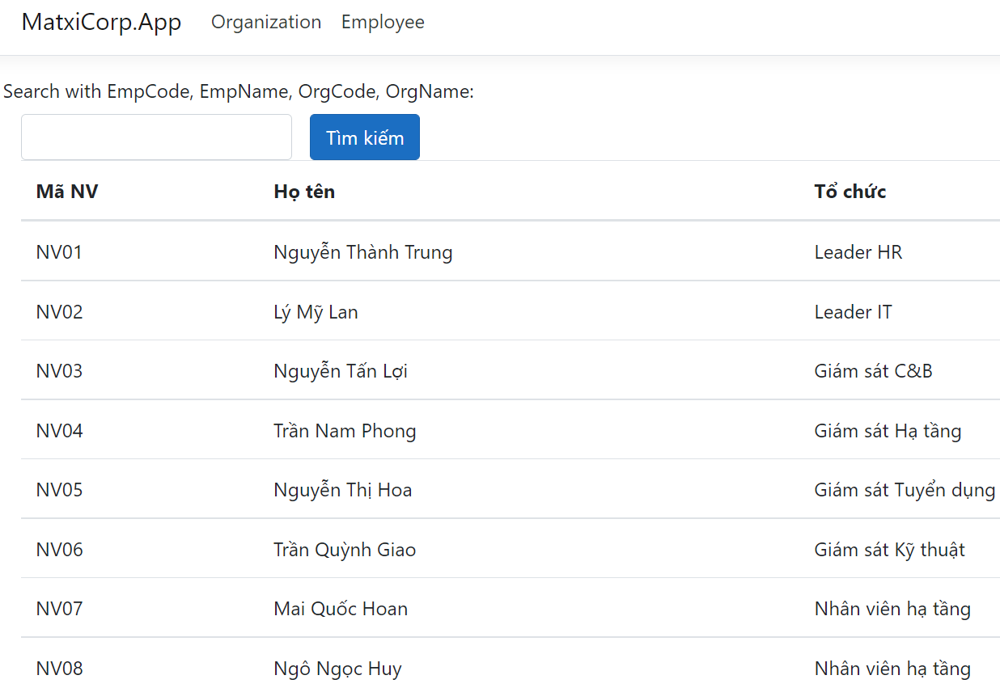 MatxiCorp.App Organization Employee
Search with EmpCode, EmpName, OrgCode, OrgName:
Tìm kiếm
Mã NV Họ tên Tổ chức
NV01 Nguyễn Thành Trung Leader HR
NV02 Lý Mỹ Lan Leader IT
NV03 Nguyễn Tấn Lợi Giám sát C&B
NV04 Trần Nam Phong Giám sát Hạ tầng
NV05 Nguyễn Thị Hoa Giám sát Tuyển dụng
NV06 Trần Quỳnh Giao Giám sát Kỹ thuật
NV07 Mai Quốc Hoan Nhân viên hạ tầng
NV08 Ngô Ngọc Huy Nhân viên hạ tầng